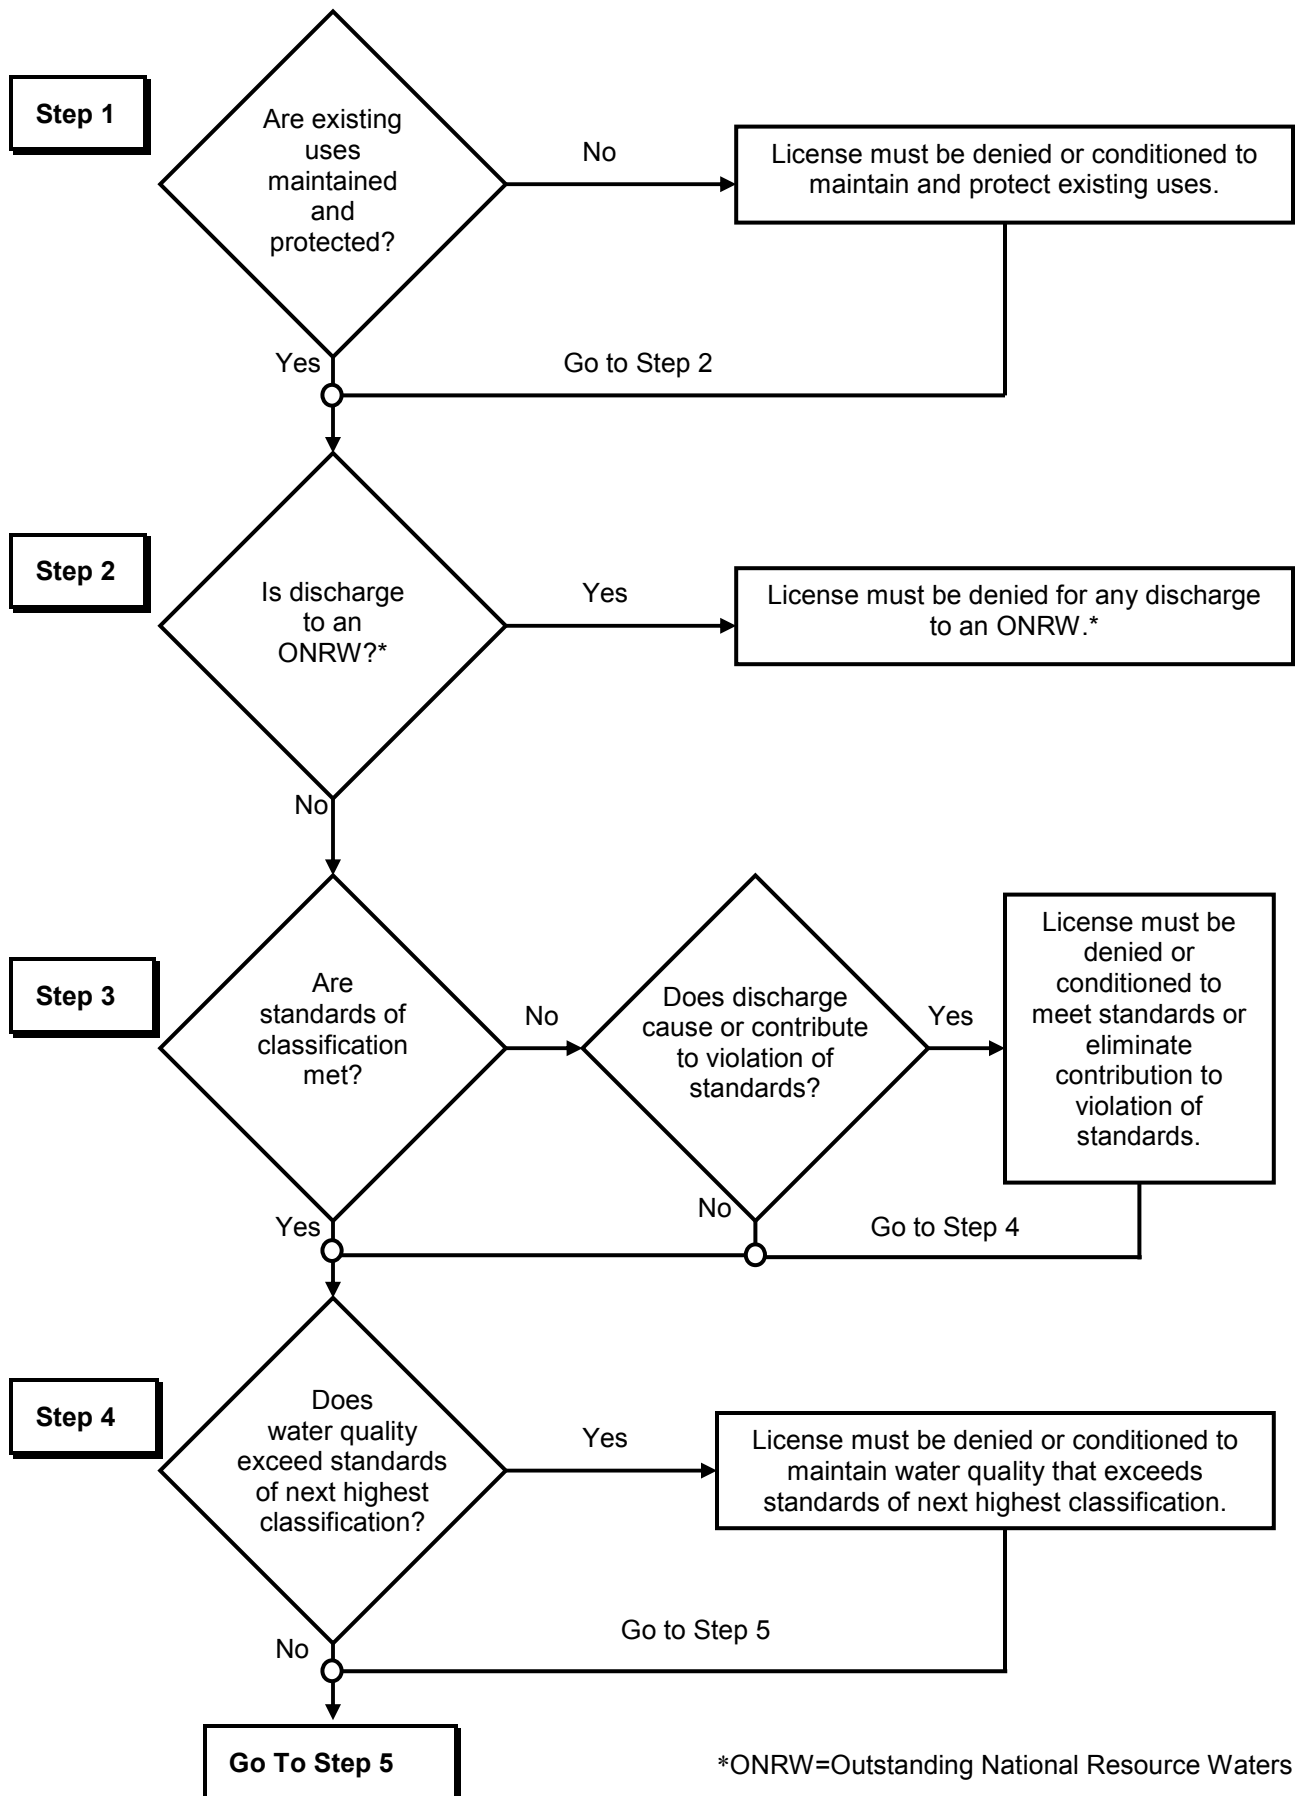 Step 1
Are existing
uses
maintained
and
protected?
No
License must be denied or conditioned to
maintain and protect existing uses.
Yes
Go to Step 2
Step 2
Is discharge
to an
ONRW?*
Yes
License must be denied for any discharge
to an ONRW.*
No
Step 3
Are
standards of
classification
met?
No
Does discharge
cause or contribute
to violation of
standards?
Yes
License must be
denied or
conditioned to
meet standards or
eliminate
contribution to
violation of
standards.
Yes
No
Go to Step 4
Step 4
Does
water quality
exceed standards
of next highest
classification?
Yes
License must be denied or conditioned to
maintain water quality that exceeds
standards of next highest classification.
No
Go to Step 5
Go To Step 5
*ONRW=Outstanding National Resource Waters